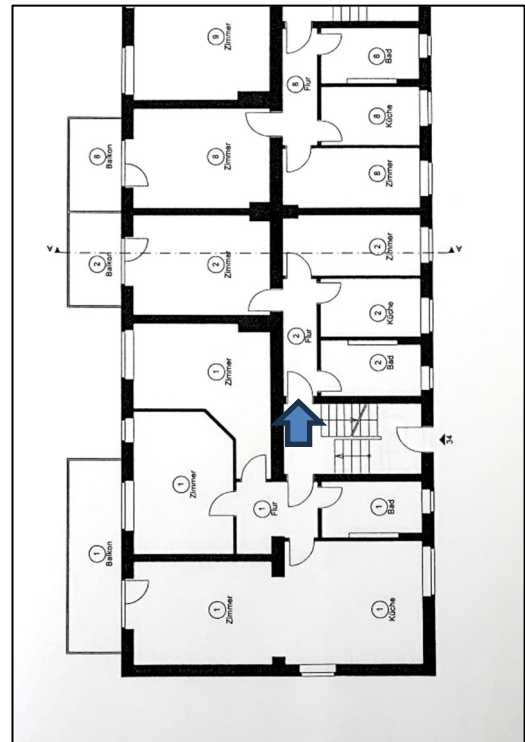 A
1
Balkon
2
Balkon
8
Balkon
1
Zimmer
1
Zimmer
1
Zimmer
2
Zimmer
8
Zimmer
9
Zimmer
1
Flur
2
Flur
8
Flur
1
Küche
1
Bad
2
Bad
2
Küche
2
Zimmer
8
Zimmer
8
Küche
8
Bad
34
A